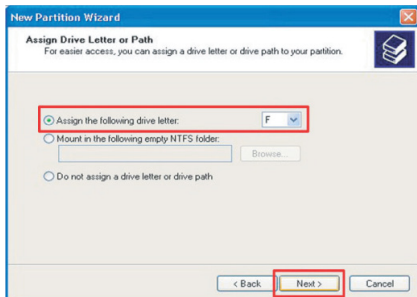 New Partition Wizard
Assign Drive Letter or Path
For easier access, you can assign a drive letter or drive path to your partition.
Assign the following drive letter: F
Mount in the following empty NTFS folder:
Browse...
Do not assign a drive letter or drive path
< Back Next > Cancel